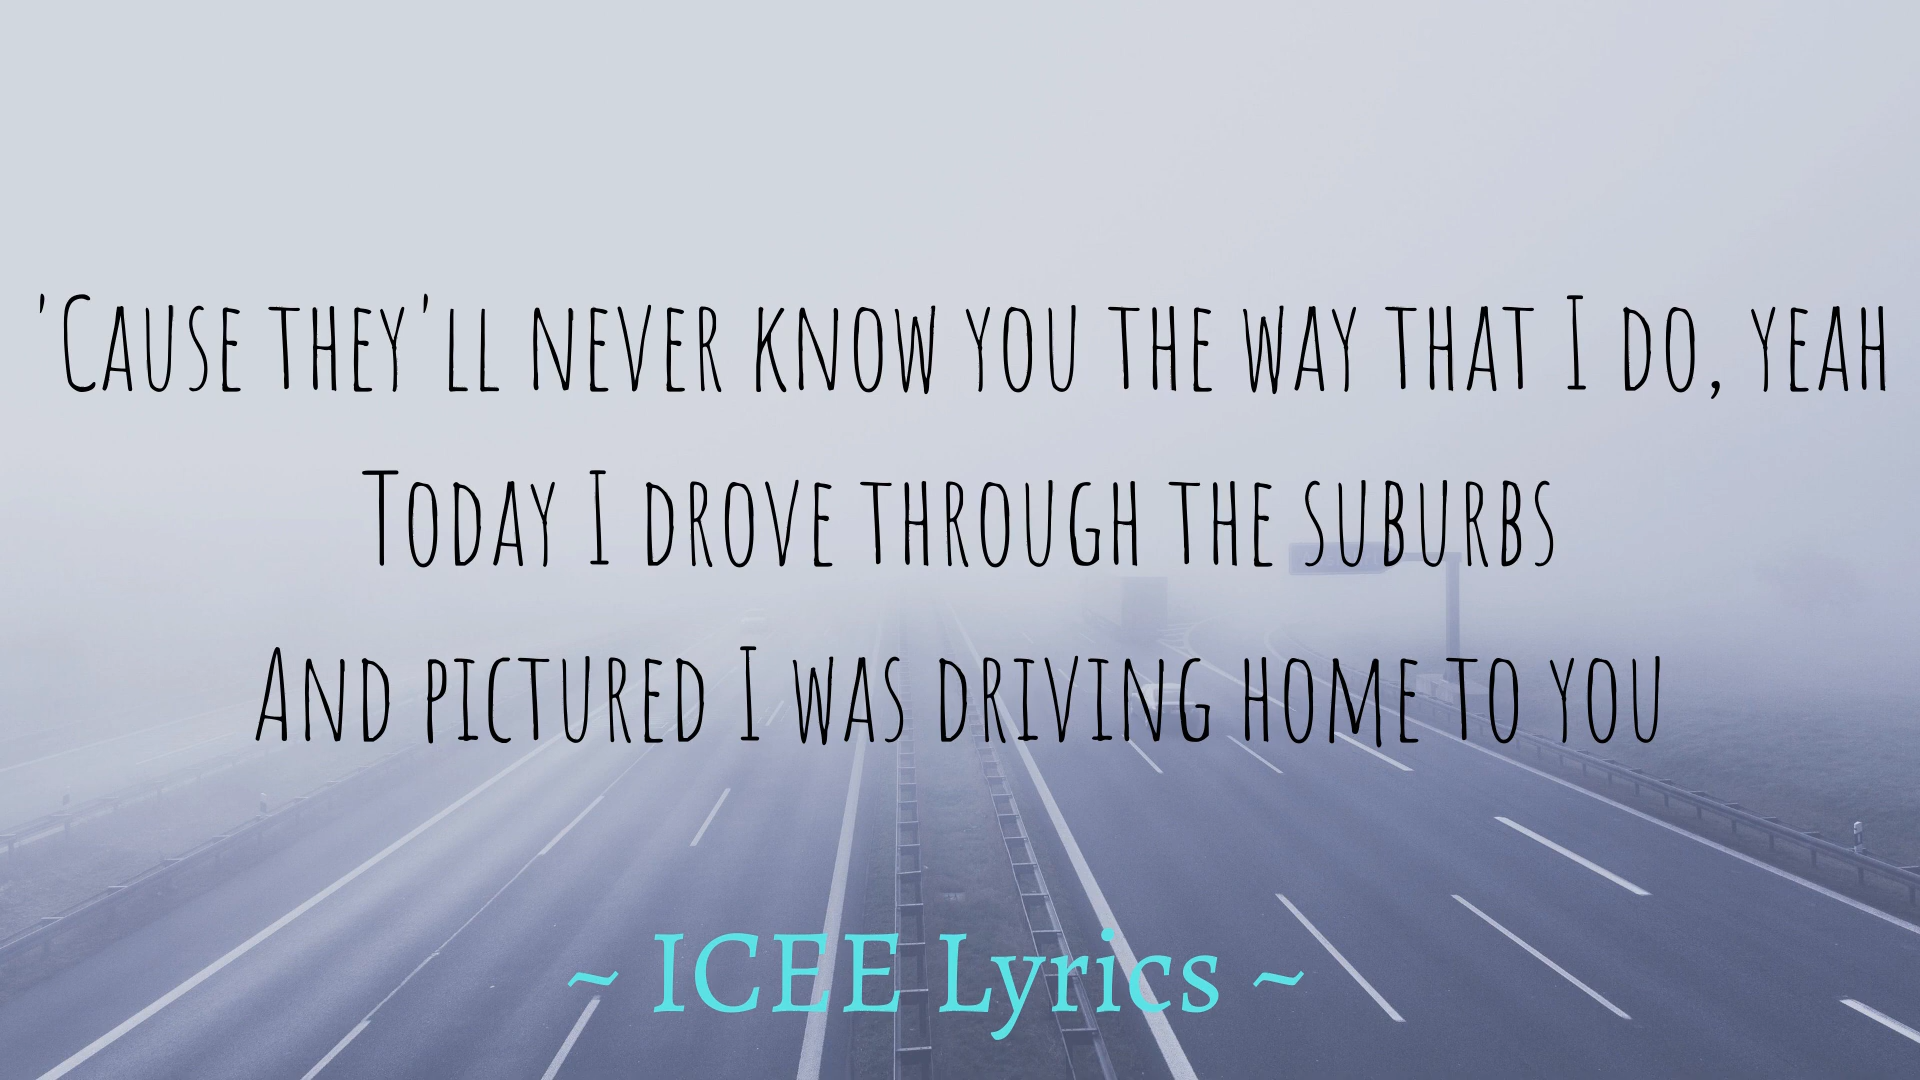 'Cause they'll never know you the way that I do, yeah
Today I drove through the suburbs
And pictured I was driving home to you
~ ICEE Lyrics ~